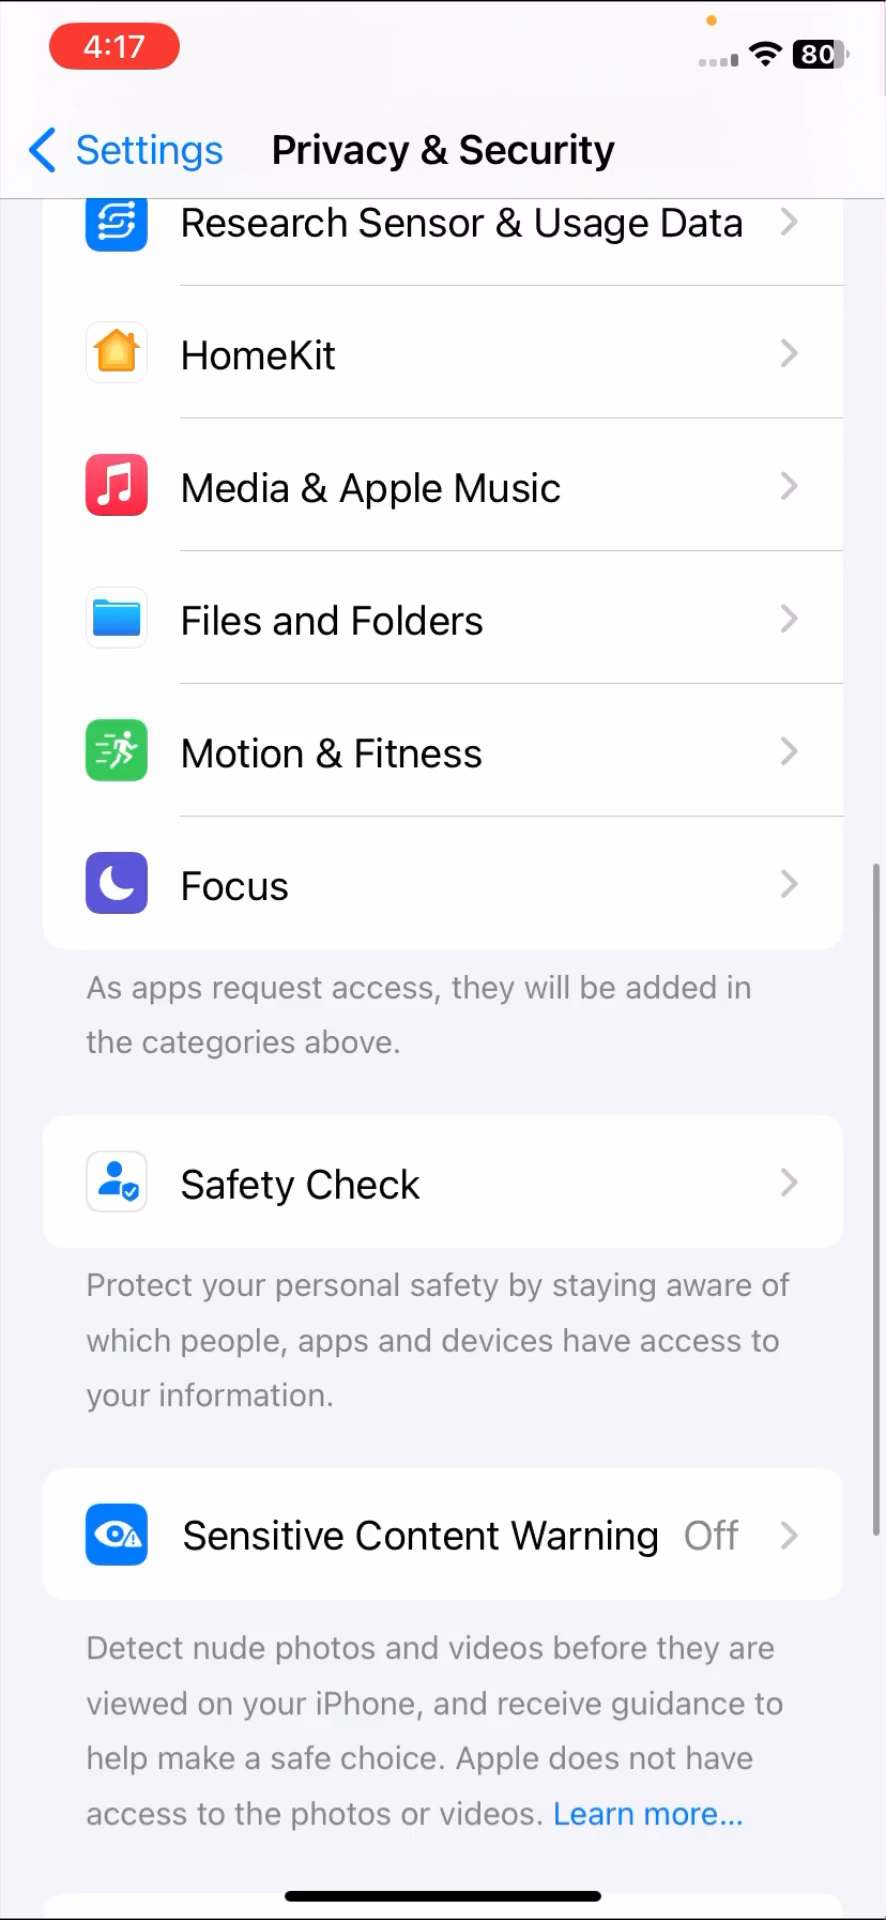 4:17
80
Settings
Privacy & Security
Research Sensor & Usage Data
HomeKit
Media & Apple Music
Files and Folders
Motion & Fitness
Focus
As apps request access, they will be added in
the categories above.
Safety Check
Protect your personal safety by staying aware of
which people, apps and devices have access to
your information.
Sensitive Content Warning Off
Detect nude photos and videos before they are
viewed on your iPhone, and receive guidance to
help make a safe choice. Apple does not have
access to the photos or videos. Learn more...